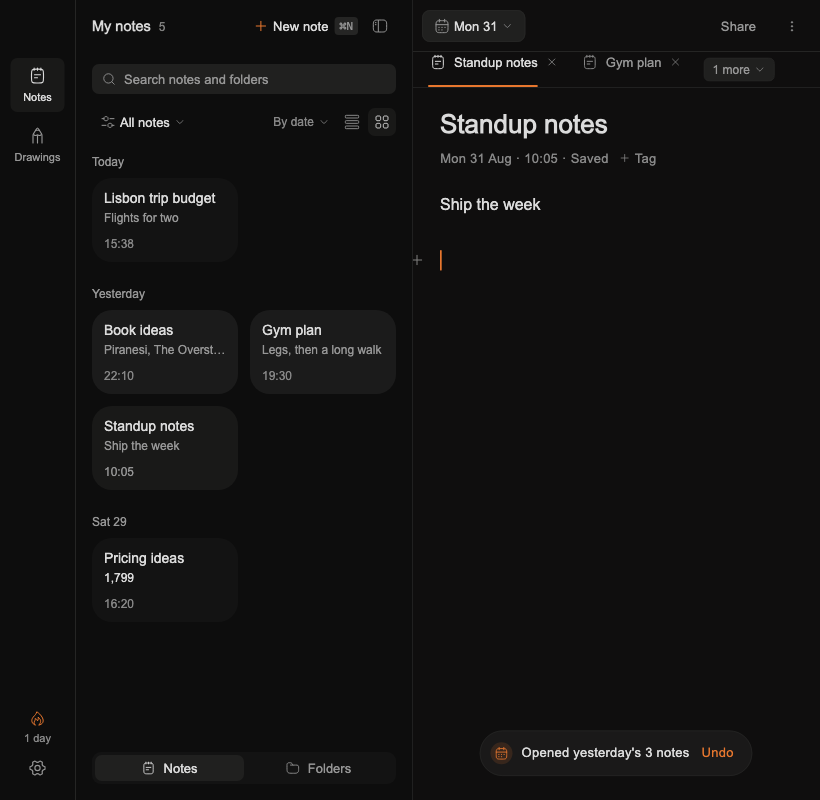 My notes 5
+ New note ⌘N
Notes
Drawings
Search notes and folders
All notes
By date
Today
Lisbon trip budget
Flights for two
15:38
Yesterday
Book ideas
Piranesi, The Overst…
22:10
Gym plan
Legs, then a long walk
19:30
Standup notes
Ship the week
10:05
Sat 29
Pricing ideas
1,799
16:20
1 day
Notes
Folders
Mon 31
Share
Standup notes
Gym plan
1 more
Standup notes
Mon 31 Aug · 10:05 · Saved + Tag
Ship the week
Opened yesterday's 3 notes Undo